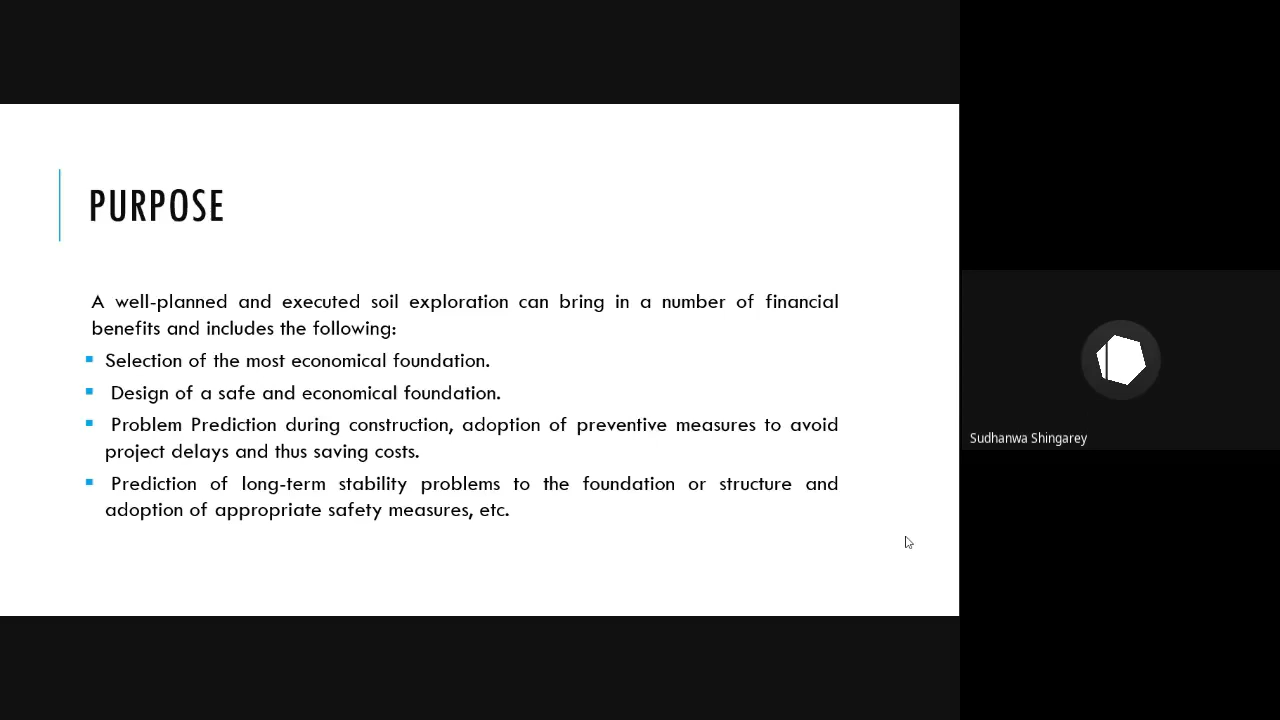 PURPOSE
A well-planned and executed soil exploration can bring in a number of financial
benefits and includes the following:
▪ Selection of the most economical foundation.
▪ Design of a safe and economical foundation.
▪ Problem Prediction during construction, adoption of preventive measures to avoid
project delays and thus saving costs.
▪ Prediction of long-term stability problems to the foundation or structure and
adoption of appropriate safety measures, etc.
Sudhanwa Shingarey